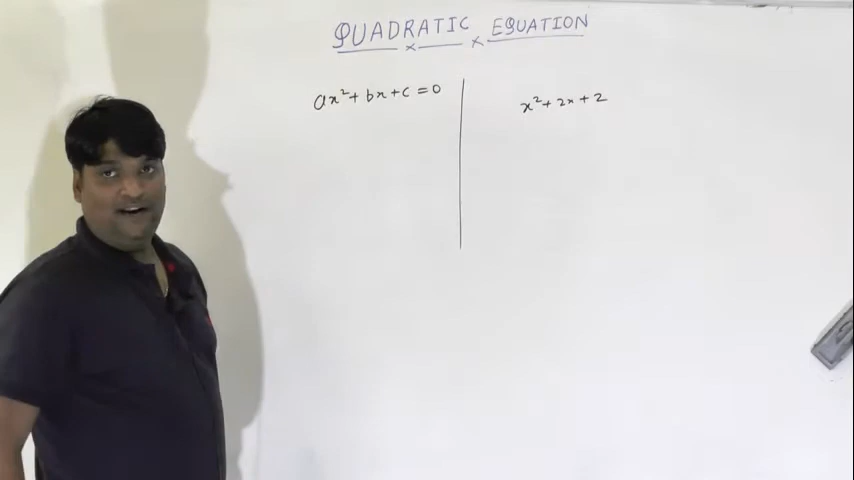 QUADRATIC EQUATION
ax² + bx + c = 0
x² + 2x + 2